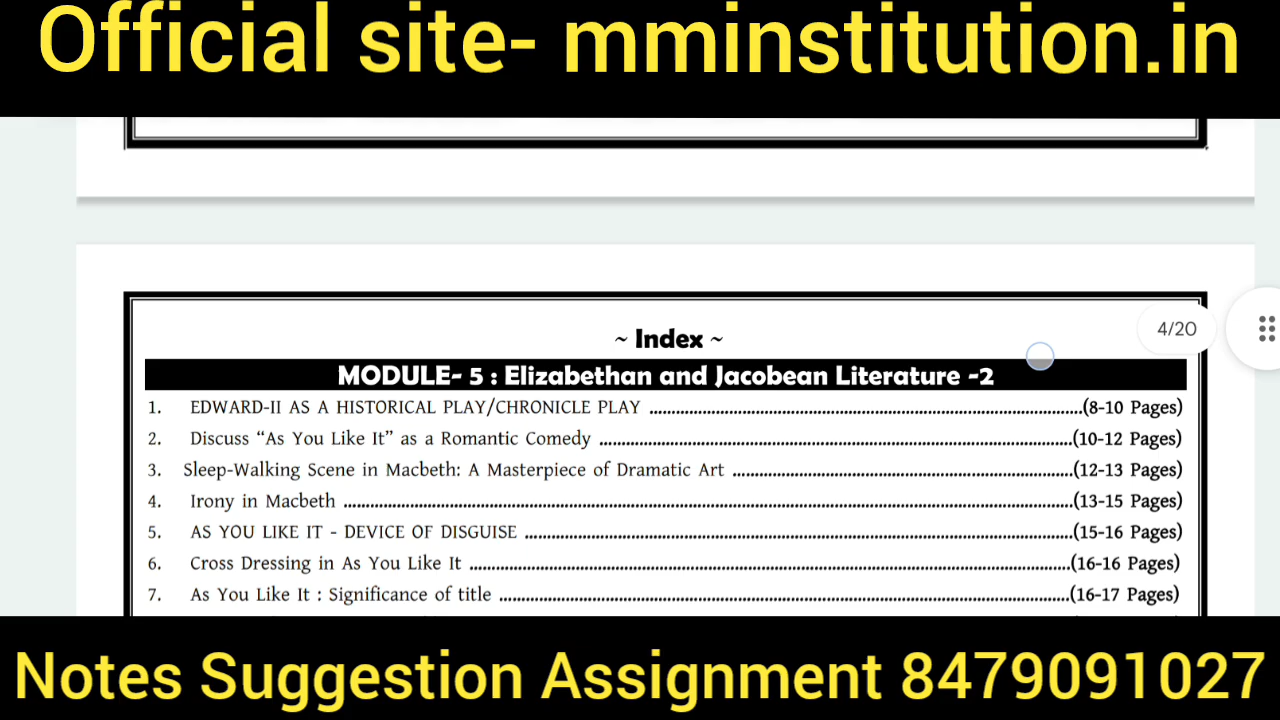 Official site- mminstitution.in
~ Index ~
4/20
MODULE- 5 : Elizabethan and Jacobean Literature -2
1. EDWARD-II AS A HISTORICAL PLAY/CHRONICLE PLAY ........................................(8-10 Pages)
2. Discuss “As You Like It” as a Romantic Comedy ........................................(10-12 Pages)
3. Sleep-Walking Scene in Macbeth: A Masterpiece of Dramatic Art ........................................(12-13 Pages)
4. Irony in Macbeth ........................................(13-15 Pages)
5. AS YOU LIKE IT - DEVICE OF DISGUISE ........................................(15-16 Pages)
6. Cross Dressing in As You Like It ........................................(16-16 Pages)
7. As You Like It : Significance of title ........................................(16-17 Pages)
Notes Suggestion Assignment 8479091027